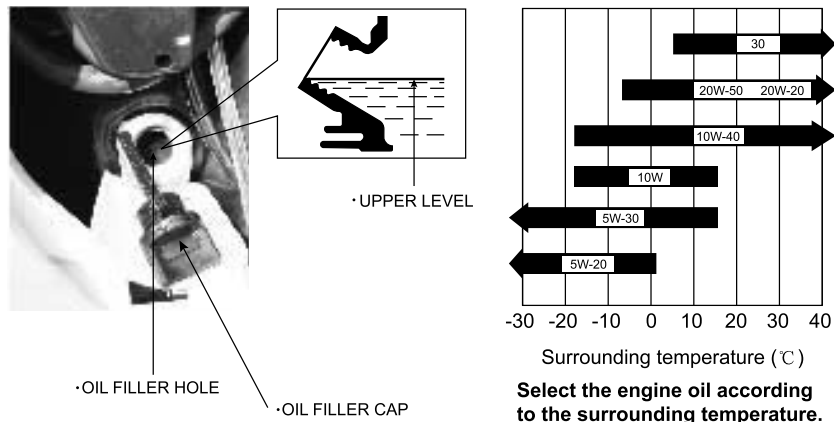 ·UPPER LEVEL
·OIL FILLER HOLE
·OIL FILLER CAP
30
20W-50 20W-20
10W-40
10W
5W-30
5W-20
-30 -20 -10 0 10 20 30 40
Surrounding temperature (℃)
Select the engine oil according
to the surrounding temperature.